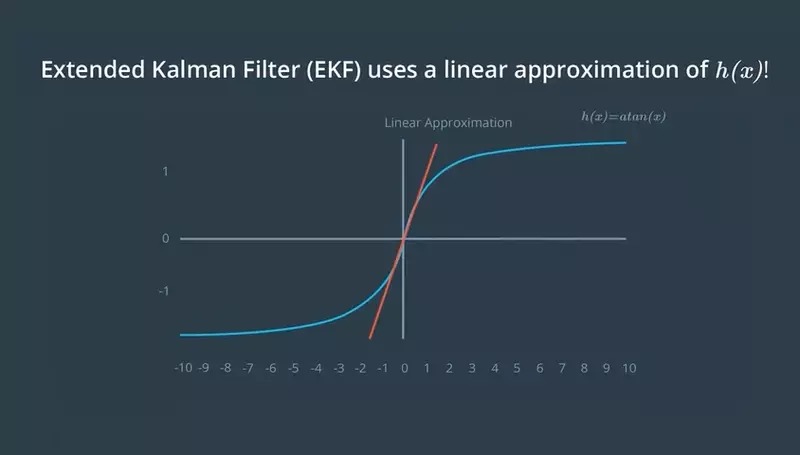 Extended Kalman Filter (EKF) uses a linear approximation of h(x)!
h(x)=atan(x)
Linear Approximation
1
0
-1
-10 -9 -8 -7 -6 -5 -4 -3 -2 -1 0 1 2 3 4 5 6 7 8 9 10